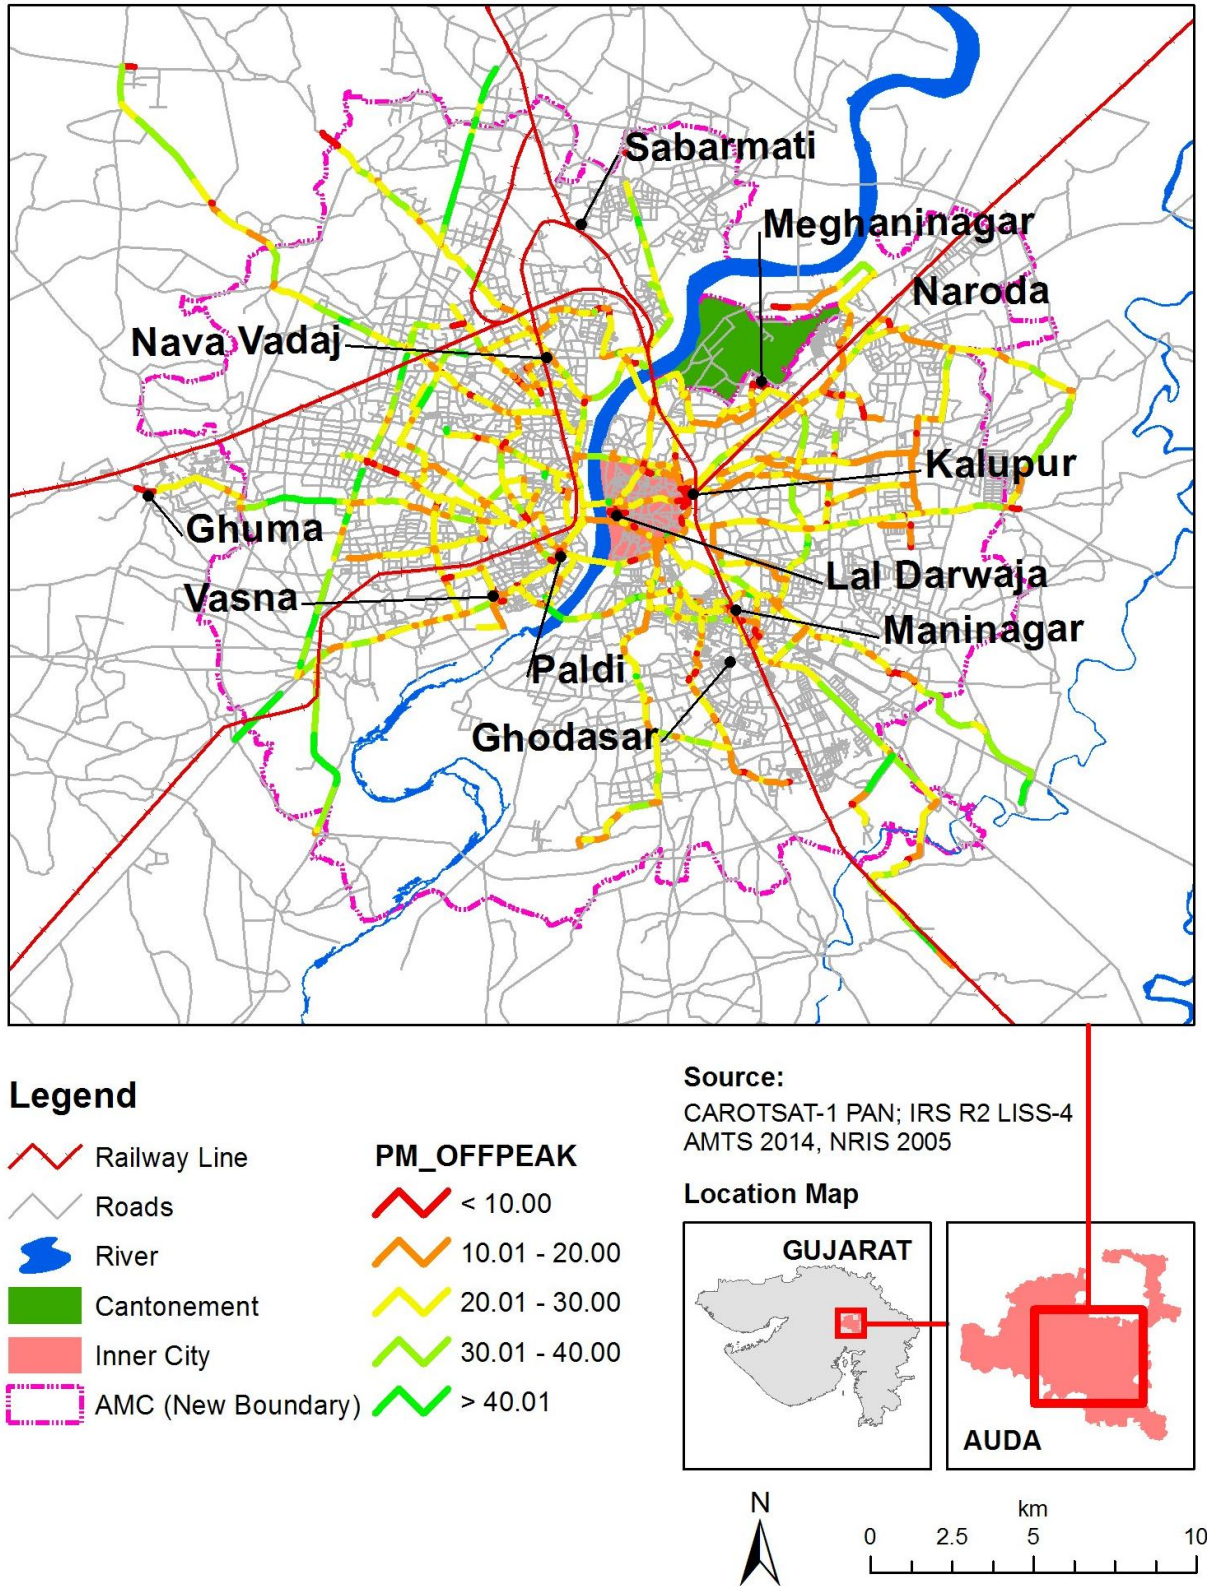 Sabarmati
Meghaninagar
Naroda
Nava Vadaj
Kalupur
Ghuma
Lal Darwaja
Vasna
Maninagar
Paldi
Ghodasar
Legend
Railway Line
Roads
River
Cantonement
Inner City
AMC (New Boundary)
PM_OFFPEAK
< 10.00
10.01 - 20.00
20.01 - 30.00
30.01 - 40.00
> 40.01
Source:
CAROTSAT-1 PAN; IRS R2 LISS-4
AMTS 2014, NRIS 2005
Location Map
GUJARAT
AUDA
N
km
0 2.5 5 10